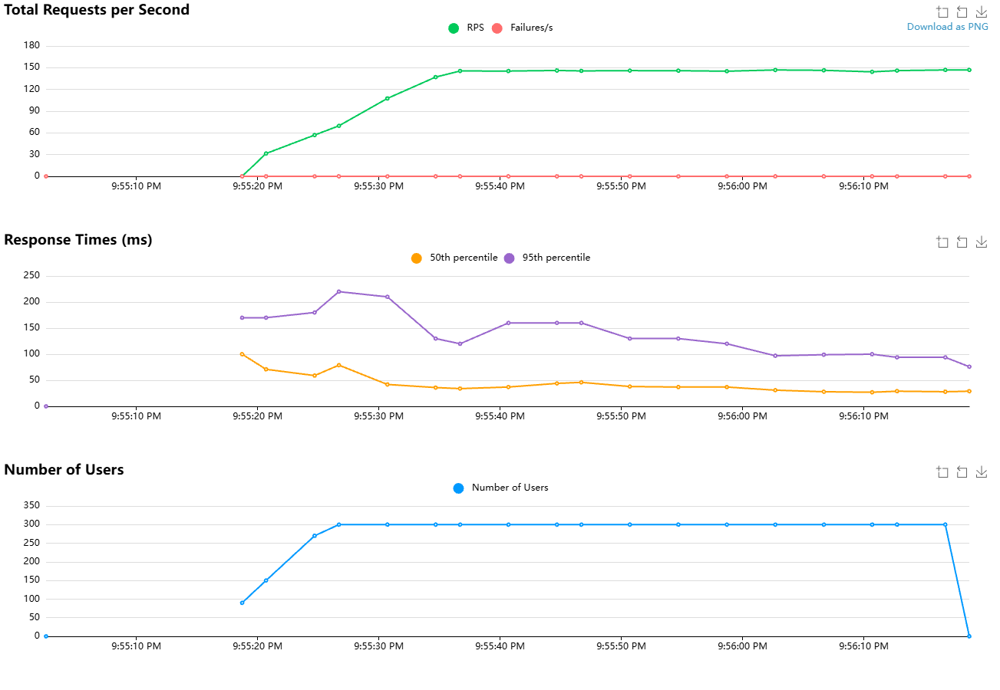 Total Requests per Second
RPS Failures/s
Download as PNG
180
150
120
90
60
30
0
9:55:10 PM 9:55:20 PM 9:55:30 PM 9:55:40 PM 9:55:50 PM 9:56:00 PM 9:56:10 PM
Response Times (ms)
50th percentile 95th percentile
250
200
150
100
50
0
9:55:10 PM 9:55:20 PM 9:55:30 PM 9:55:40 PM 9:55:50 PM 9:56:00 PM 9:56:10 PM
Number of Users
Number of Users
350
300
250
200
150
100
50
0
9:55:10 PM 9:55:20 PM 9:55:30 PM 9:55:40 PM 9:55:50 PM 9:56:00 PM 9:56:10 PM